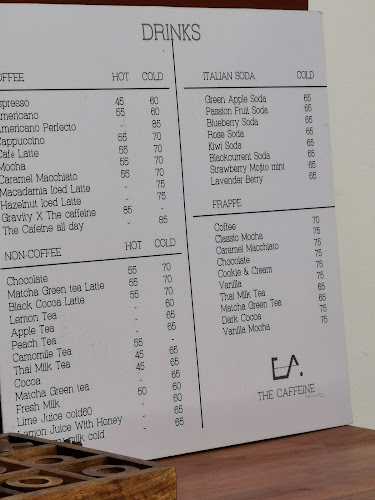 DRINKS
OFFEE HOT COLD
spresso 45 60
mericano 55 60
mericano Perfecto - 85
Cappuccino 55 70
Cafe Latte 55 70
Mocha 55 70
Caramel Macchiato 55 70
Macadamia Iced Latte - 75
Hazelnut Iced Latte - 75
Gravity X The caffeine 65 -
The Cafeine all day - 85
NON-COFFEE HOT COLD
Chocolate 55 70
Matcha Green tea Latte 55 70
Black Cocoa Latte 55 70
Lemon Tea - 60
Apple Tea - 65
Peach Tea
Camomile Tea 55 -
Thai Milk Tea 45 65
Cocoa 45 65
Matcha Green tea - 65
Fresh Milk 50 60
Lime Juice cold60 - 65
Lemon Juice With Honey - 65
milk cold
ITALIAN SODA COLD
Green Apple Soda 65
Passion Fruit Soda 65
Blueberry Soda 65
Rose Soda 65
Kiwi Soda 65
Blackcurrent Soda 65
Strawberry Mojito mint 65
Lavender Berry 65
FRAPPE
Coffee 70
Classic Mocha 75
Caramel Macchiato 75
Chocolate 75
Cookie & Cream 75
Vanilla 75
Thai Milk Tea 65
Matcha Green Tea 65
Dark Cocoa 75
Vanilla Mocha 75
THE CAFFEINE